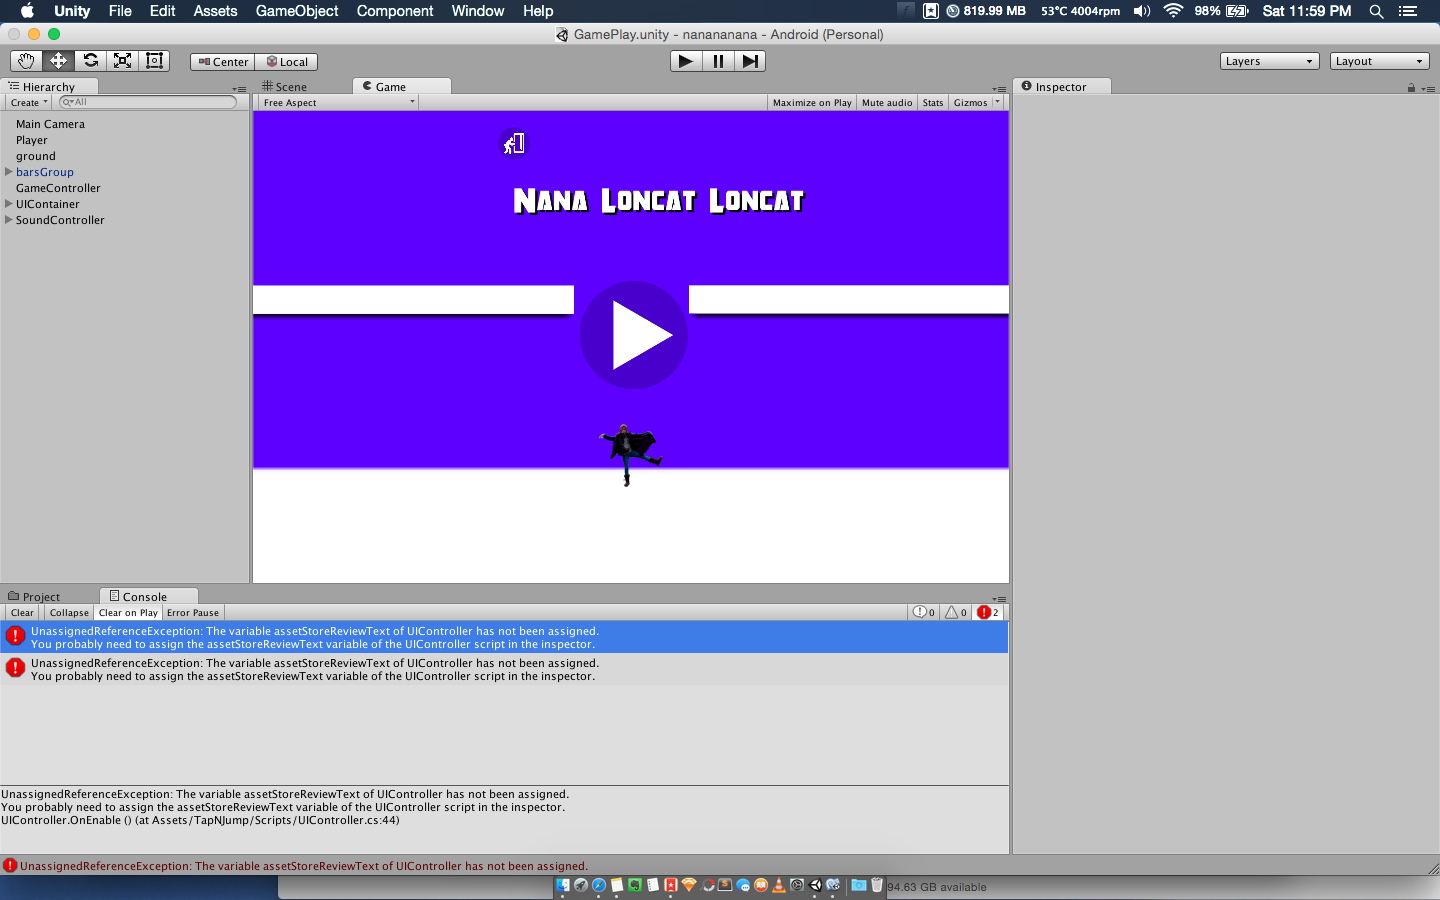 Unity File Edit Assets GameObject Component Window Help 819.99 MB 53°C 4004rpm 98% Sat 11:59 PM
GamePlay.unity - nanananana - Android (Personal)
Center Local Layers Layout
Hierarchy
Create All
Main Camera
Player
ground
barsGroup
GameController
UIContainer
SoundController
Scene Game
Free Aspect Maximize on Play Mute audio Stats Gizmos
Nana Loncat Loncat
Inspector
Project Console
Clear Collapse Clear on Play Error Pause 0 0 2
UnassignedReferenceException: The variable assetStoreReviewText of UIController has not been assigned.
You probably need to assign the assetStoreReviewText variable of the UIController script in the inspector.
UnassignedReferenceException: The variable assetStoreReviewText of UIController has not been assigned.
You probably need to assign the assetStoreReviewText variable of the UIController script in the inspector.
UnassignedReferenceException: The variable assetStoreReviewText of UIController has not been assigned.
You probably need to assign the assetStoreReviewText variable of the UIController script in the inspector.
UIController.OnEnable () (at Assets/TapNJump/Scripts/UIController.cs:44)
UnassignedReferenceException: The variable assetStoreReviewText of UIController has not been assigned.
94.63 GB available